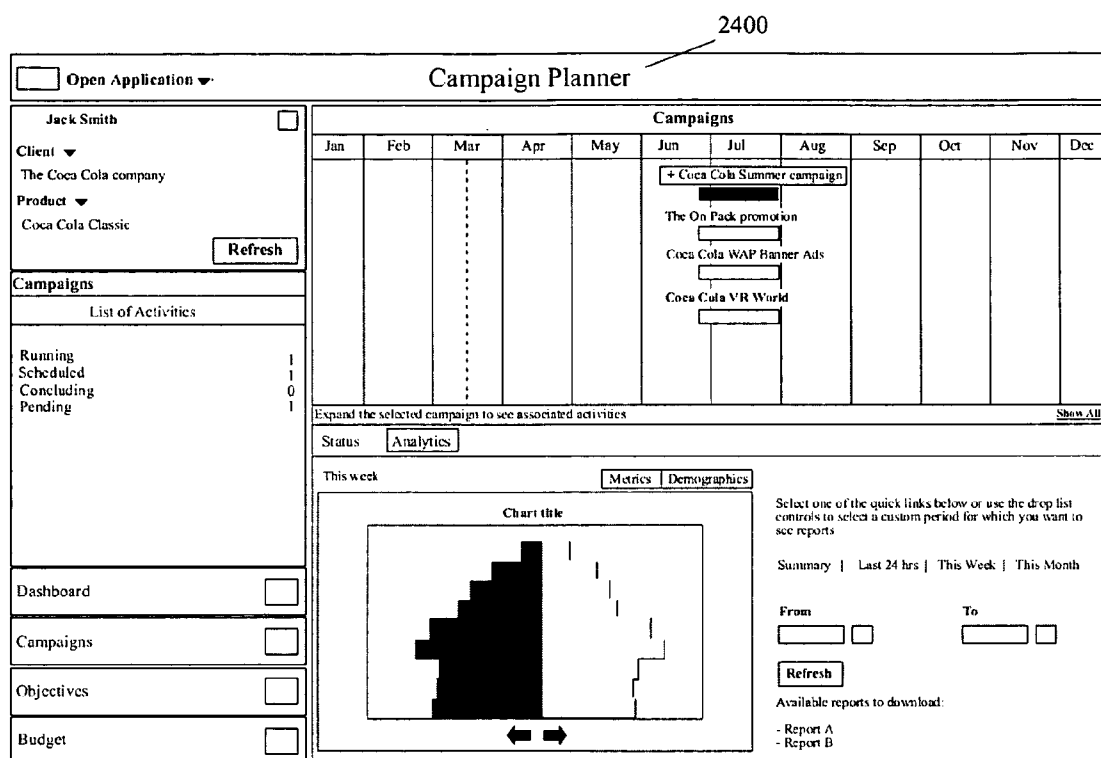 2400
Open Application
Campaign Planner
Jack Smith
Client
The Coca Cola company
Product
Coca Cola Classic
Refresh
Campaigns
List of Activities
Running 1
Scheduled 1
Concluding 0
Pending 1
Dashboard
Campaigns
Objectives
Budget
Campaigns
Jan Feb Mar Apr May Jun Jul Aug Sep Oct Nov Dec
+ Coca Cola Summer campaign
The On Pack promotion
Coca Cola WAP Banner Ads
Coca Cola VR World
Expand the selected campaign to see associated activities Show All
Status Analytics
This week Metrics Demographics
Chart title
Select one of the quick links below or use the drop list
controls to select a custom period for which you want to
see reports
Summary | Last 24 hrs | This Week | This Month
From To
Refresh
Available reports to download:
- Report A
- Report B